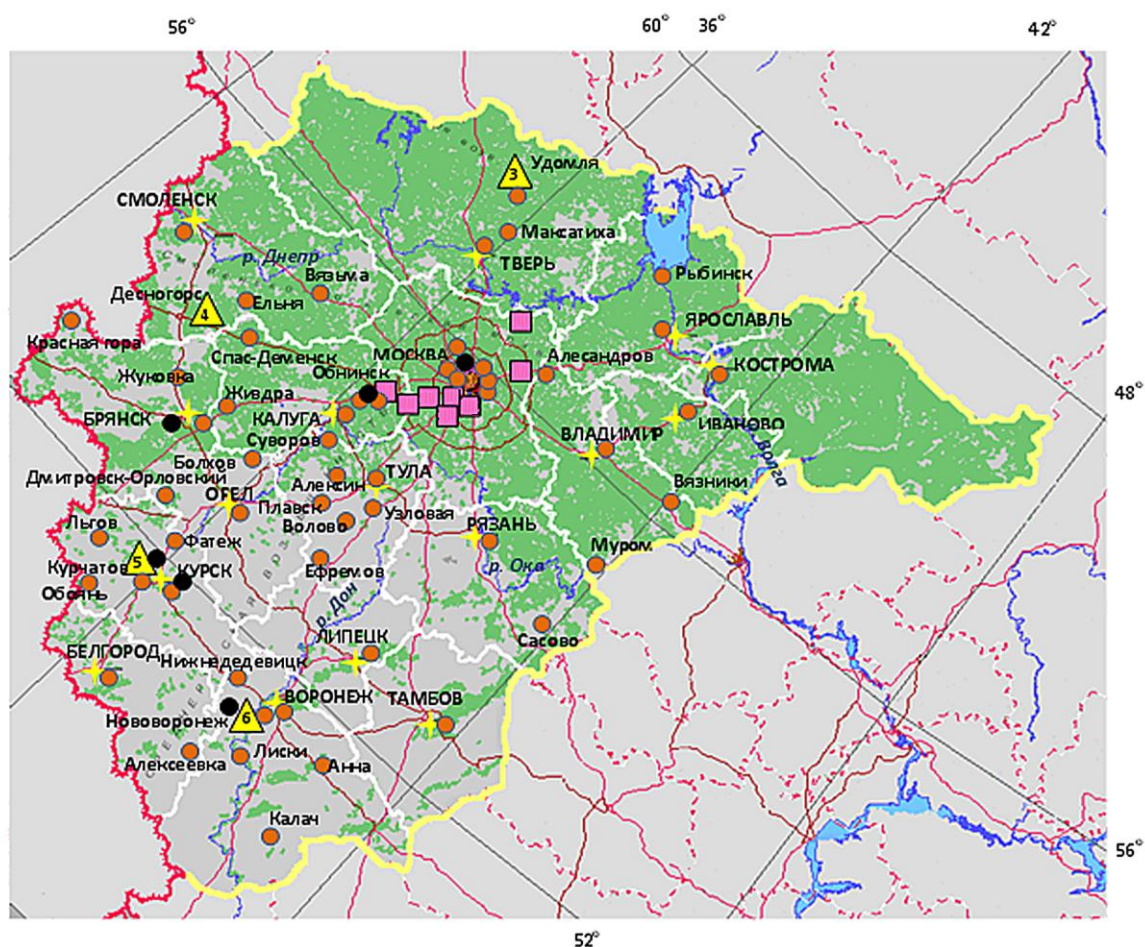 56°
60°
36°
42°
3
Удомля
СМОЛЕНСК
Максатиха
р. Днепр
ТВЕРЬ
Вязьма
Рыбинск
Десногорс
4
Ельня
ЯРОСЛАВЛЬ
Красная гора
Спас-Деменск
МОСКВА
Алесандров
КОСТРОМА
Жуковка
Обнинск
48°
Жиздра
БРЯНСК
КАЛУГА
ИВАНОВО
Суворов
ВЛАДИМИР
Волга
Болхов
ТУЛА
Дмитровск-Орловский
Алексин
Вязники
ОРЕЛ
Плавск
Узловая
Льгов
Волово
РЯЗАНЬ
Фатеж
Муром
5
Курчатов
КУРСК
Ефремов
р. Ока
Обоянь
р. Дон
ЛИПЕЦК
Сасово
БЕЛГОРОД
Нижнедедевицк
ВОРОНЕЖ
ТАМБОВ
Нововоронеж
6
Лиски
Алексеевка
Анна
Калач
56°
52°